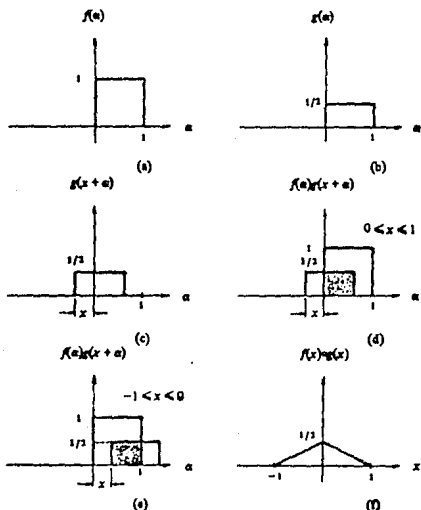 f(α) g(α)
1 1/2
1 α 1 α
(a) (b)
g(x + α) f(α)g(x + α)
0 ≤ x ≤ 1
1
1/2 1/2
1 α 1 α
x x
(c) (d)
f(α)g(x + α) f(x)∘g(x)
−1 ≤ x ≤ 0
1
1/2 1/2
1 α −1 1 x
x
(e) (f)